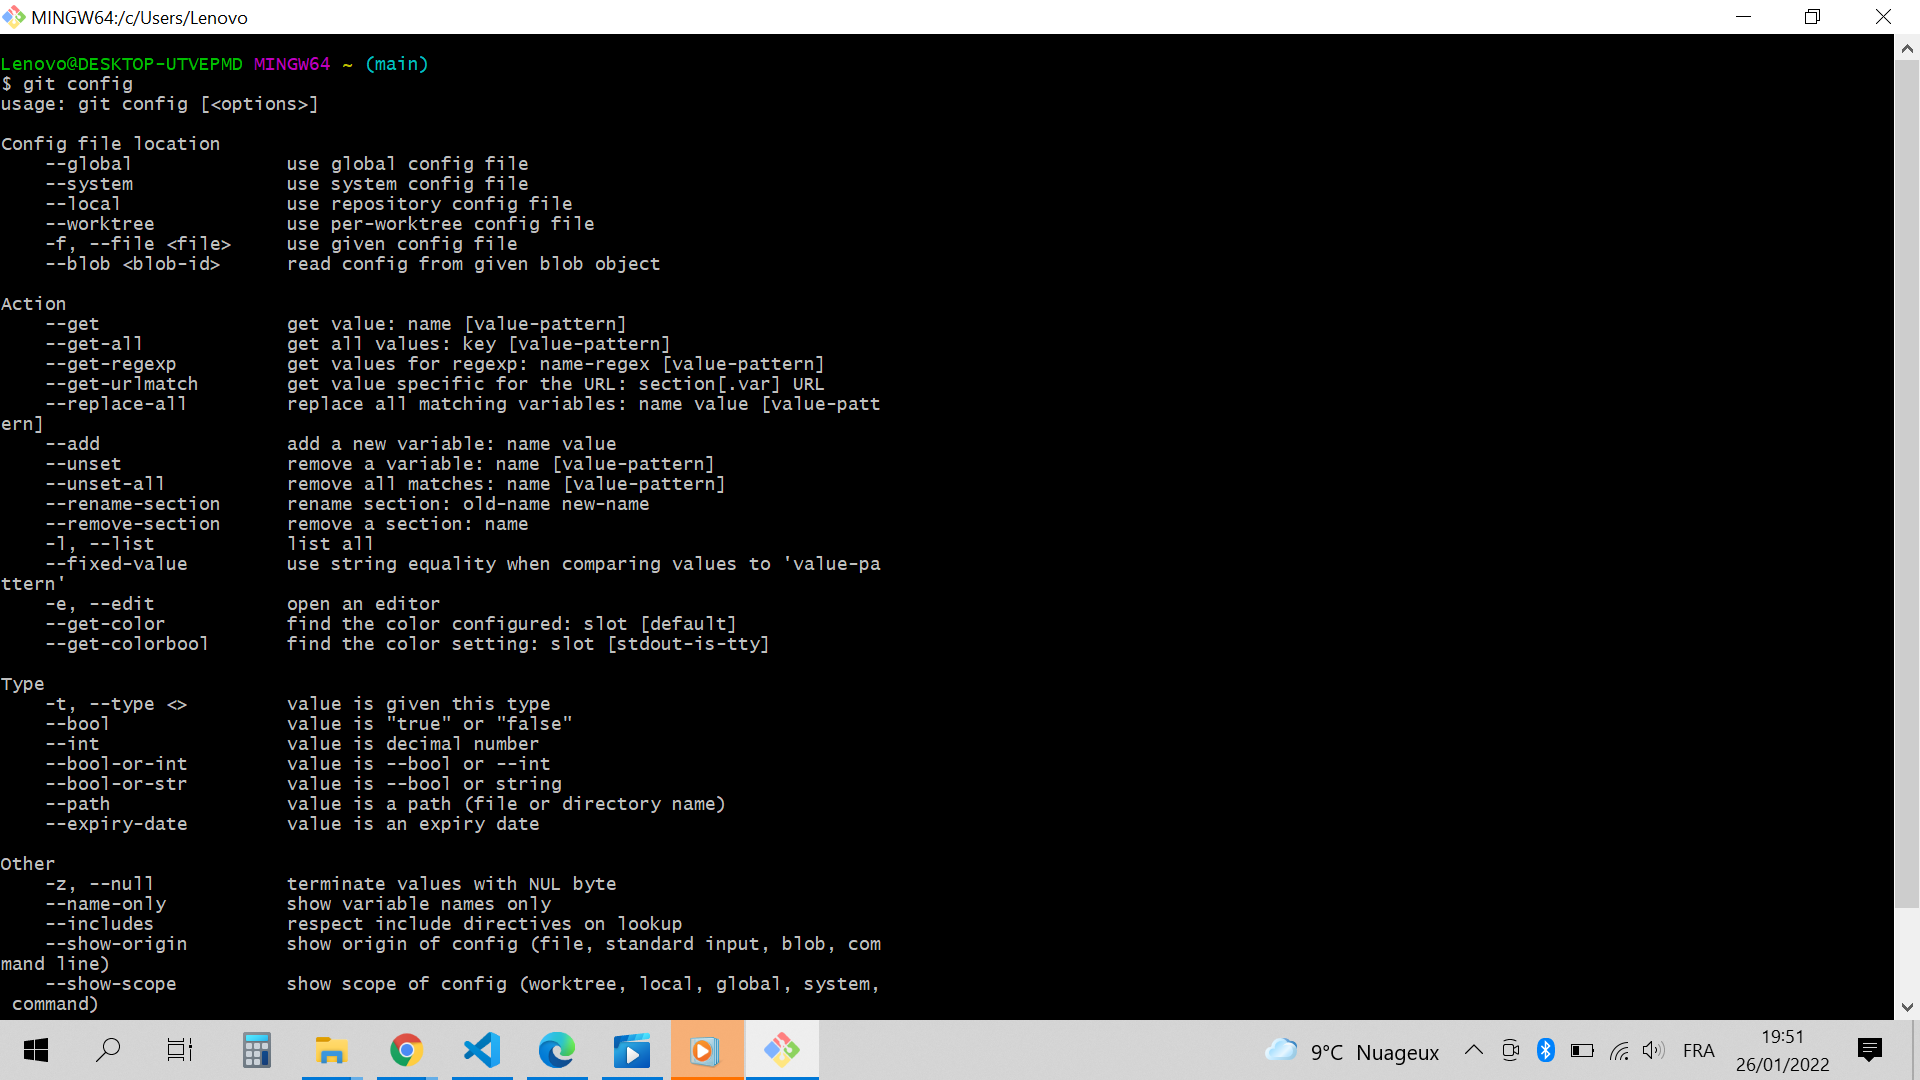 MINGW64:/c/Users/Lenovo
Lenovo@DESKTOP-UTVEPMD MINGW64 ~ (main)
$ git config
usage: git config [<options>]
Config file location
    --global              use global config file
    --system              use system config file
    --local               use repository config file
    --worktree            use per-worktree config file
    -f, --file <file>     use given config file
    --blob <blob-id>      read config from given blob object
Action
    --get                 get value: name [value-pattern]
    --get-all             get all values: key [value-pattern]
    --get-regexp          get values for regexp: name-regex [value-pattern]
    --get-urlmatch        get value specific for the URL: section[.var] URL
    --replace-all         replace all matching variables: name value [value-patt
ern]
    --add                 add a new variable: name value
    --unset               remove a variable: name [value-pattern]
    --unset-all           remove all matches: name [value-pattern]
    --rename-section      rename section: old-name new-name
    --remove-section      remove a section: name
    -l, --list            list all
    --fixed-value         use string equality when comparing values to 'value-pa
ttern'
    -e, --edit            open an editor
    --get-color           find the color configured: slot [default]
    --get-colorbool       find the color setting: slot [stdout-is-tty]
Type
    -t, --type <>         value is given this type
    --bool                value is "true" or "false"
    --int                 value is decimal number
    --bool-or-int         value is --bool or --int
    --bool-or-str         value is --bool or string
    --path                value is a path (file or directory name)
    --expiry-date         value is an expiry date
Other
    -z, --null            terminate values with NUL byte
    --name-only           show variable names only
    --includes            respect include directives on lookup
    --show-origin         show origin of config (file, standard input, blob, com
mand line)
    --show-scope          show scope of config (worktree, local, global, system,
 command)
9°C Nuageux FRA 19:51
26/01/2022